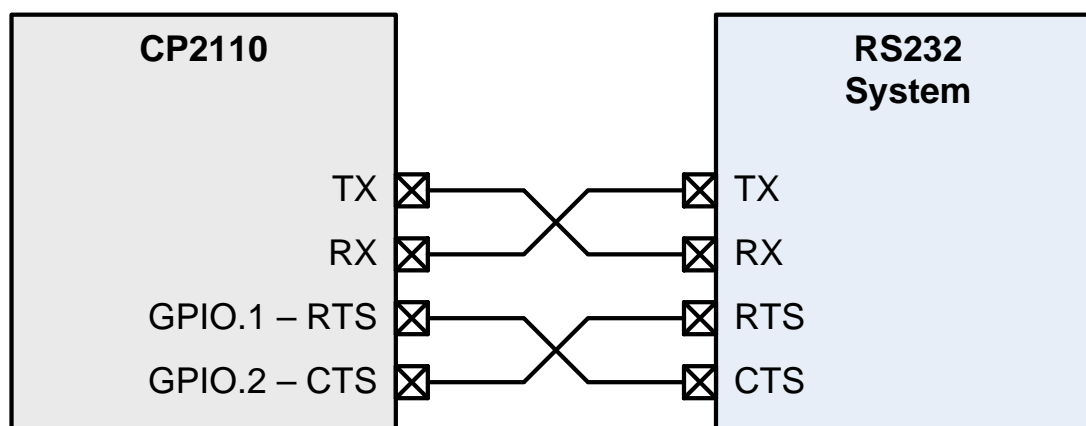 CP2110
TX
RX
GPIO.1 – RTS
GPIO.2 – CTS
RS232
System
TX
RX
RTS
CTS